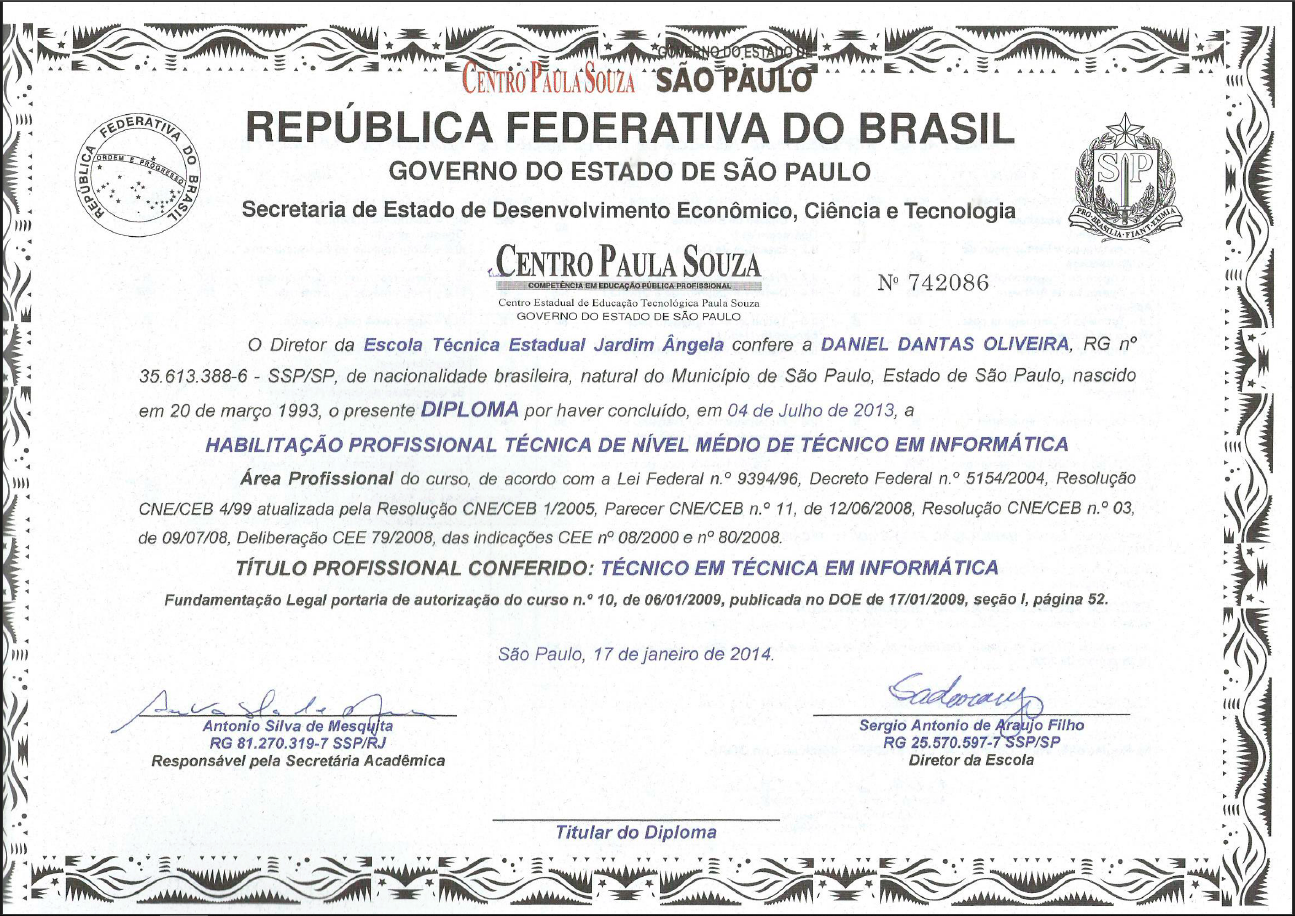 GOVERNO DO ESTADO DE
CENTRO PAULA SOUZA SÃO PAULO
REPÚBLICA FEDERATIVA DO BRASIL
ORDEM E PROGRESSO
REPÚBLICA FEDERATIVA DO BRASIL
GOVERNO DO ESTADO DE SÃO PAULO
SP
PRO·BRASILIA·FIANT·EXIMIA
Secretaria de Estado de Desenvolvimento Econômico, Ciência e Tecnologia
CENTRO PAULA SOUZA
COMPETÊNCIA EM EDUCAÇÃO PÚBLICA PROFISSIONAL
Nº 742086
Centro Estadual de Educação Tecnológica Paula Souza
GOVERNO DO ESTADO DE SÃO PAULO
O Diretor da Escola Técnica Estadual Jardim Ângela confere a DANIEL DANTAS OLIVEIRA, RG nº
35.613.388-6 - SSP/SP, de nacionalidade brasileira, natural do Município de São Paulo, Estado de São Paulo, nascido
em 20 de março 1993, o presente DIPLOMA por haver concluído, em 04 de Julho de 2013, a
HABILITAÇÃO PROFISSIONAL TÉCNICA DE NÍVEL MÉDIO DE TÉCNICO EM INFORMÁTICA
Área Profissional do curso, de acordo com a Lei Federal n.º 9394/96, Decreto Federal n.º 5154/2004, Resolução
CNE/CEB 4/99 atualizada pela Resolução CNE/CEB 1/2005, Parecer CNE/CEB n.º 11, de 12/06/2008, Resolução CNE/CEB n.º 03,
de 09/07/08, Deliberação CEE 79/2008, das indicações CEE nº 08/2000 e nº 80/2008.
TÍTULO PROFISSIONAL CONFERIDO: TÉCNICO EM TÉCNICA EM INFORMÁTICA
Fundamentação Legal portaria de autorização do curso n.º 10, de 06/01/2009, publicada no DOE de 17/01/2009, seção I, página 52.
São Paulo, 17 de janeiro de 2014.
Antonio Silva de Mesquita
RG 81.270.319-7 SSP/RJ
Responsável pela Secretária Acadêmica
Sergio Antonio de Araujo Filho
RG 25.570.597-7 SSP/SP
Diretor da Escola
Titular do Diploma